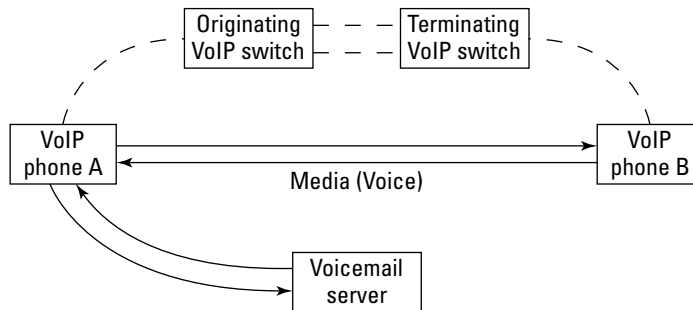 Originating
VoIP switch
Terminating
VoIP switch
VoIP
phone A
VoIP
phone B
Media (Voice)
Voicemail
server